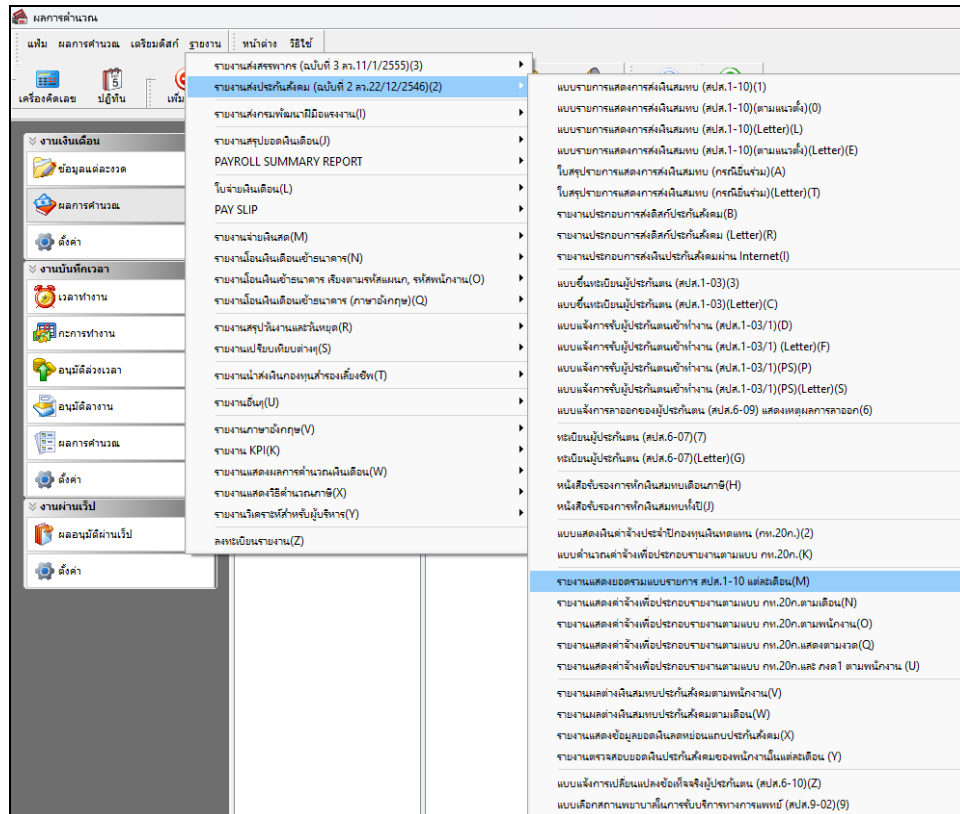 ผลการคำนวณ
แฟ้ม ผลการคำนวณ เตรียมดิสก์ รายงาน หน้าต่าง วิธีใช้
เครื่องคิดเลข ปฏิทิน เพิ่ม
งานเงินเดือน
ข้อมูลแต่ละงวด
ผลการคำนวณ
ตั้งค่า
งานบันทึกเวลา
เวลาทำงาน
กะการทำงาน
อนุมัติล่วงเวลา
อนุมัติลางาน
ผลการคำนวณ
ตั้งค่า
งานผ่านเว็ป
ผลอนุมัติผ่านเว็ป
ตั้งค่า
รายงานส่งสรรพากร (ฉบับที่ 3 ลว.11/1/2555)(3)
รายงานส่งประกันสังคม (ฉบับที่ 2 ลว.22/12/2546)(2)
รายงานส่งกรมพัฒนาฝีมือแรงงาน(I)
รายงานสรุปยอดเงินเดือน(J)
PAYROLL SUMMARY REPORT
ใบจ่ายเงินเดือน(L)
PAY SLIP
รายงานจ่ายเงินสด(M)
รายงานโอนเงินเดือนเข้าธนาคาร(N)
รายงานโอนเงินเข้าธนาคาร เรียงตามรหัสแผนก, รหัสพนักงาน(O)
รายงานโอนเงินเดือนเข้าธนาคาร (ภาษาอังกฤษ)(Q)
รายงานสรุปวันงานและวันหยุด(R)
รายงานเปรียบเทียบต่างๆ(S)
รายงานนำส่งเงินกองทุนสำรองเลี้ยงชีพ(T)
รายงานอื่นๆ(U)
รายงานภาษาอังกฤษ(V)
รายงาน KPI(K)
รายงานแสดงผลการคำนวณเงินเดือน(W)
รายงานแสดงวิธีคำนวณภาษี(X)
รายงานวิเคราะห์สำหรับผู้บริหาร(Y)
ลงทะเบียนรายงาน(Z)
แบบรายการแสดงการส่งเงินสมทบ (สปส.1-10)(1)
แบบรายการแสดงการส่งเงินสมทบ (สปส.1-10)(ตามแนวตั้ง)(0)
แบบรายการแสดงการส่งเงินสมทบ (สปส.1-10)(Letter)(L)
แบบรายการแสดงการส่งเงินสมทบ (สปส.1-10)(ตามแนวตั้ง)(Letter)(E)
ใบสรุปรายการแสดงการส่งเงินสมทบ (กรณียื่นร่วม)(A)
ใบสรุปรายการแสดงการส่งเงินสมทบ (กรณียื่นร่วม)(Letter)(T)
รายงานประกอบการส่งดิสก์ประกันสังคม(B)
รายงานประกอบการส่งดิสก์ประกันสังคม (Letter)(R)
รายงานประกอบการส่งเงินประกันสังคมผ่าน Internet(I)
แบบขึ้นทะเบียนผู้ประกันตน (สปส.1-03)(3)
แบบขึ้นทะเบียนผู้ประกันตน (สปส.1-03)(Letter)(C)
แบบแจ้งการรับผู้ประกันตนเข้าทำงาน (สปส.1-03/1)(D)
แบบแจ้งการรับผู้ประกันตนเข้าทำงาน (สปส.1-03/1) (Letter)(F)
แบบแจ้งการรับผู้ประกันตนเข้าทำงาน (สปส.1-03/1)(PS)(P)
แบบแจ้งการรับผู้ประกันตนเข้าทำงาน (สปส.1-03/1)(PS)(Letter)(S)
แบบแจ้งการลาออกของผู้ประกันตน (สปส.6-09) แสดงเหตุผลการลาออก(6)
ทะเบียนผู้ประกันตน (สปส.6-07)(7)
ทะเบียนผู้ประกันตน (สปส.6-07)(Letter)(G)
หนังสือรับรองการหักเงินสมทบเดือนภาษี(H)
หนังสือรับรองการหักเงินสมทบทั้งปี(J)
แบบแสดงเงินค่าจ้างประจำปีกองทุนเงินทดแทน (กท.20ก.)(2)
แบบคำนวณค่าจ้างเพื่อประกอบรายงานตามแบบ กท.20ก.(K)
รายงานแสดงยอดรวมแบบรายการ สปส.1-10 แต่ละเดือน(M)
รายงานแสดงค่าจ้างเพื่อประกอบรายงานตามแบบ กท.20ก.ตามเดือน(N)
รายงานแสดงค่าจ้างเพื่อประกอบรายงานตามแบบ กท.20ก.ตามพนักงาน(O)
รายงานแสดงค่าจ้างเพื่อประกอบรายงานตามแบบ กท.20ก.แสดงตามงวด(Q)
รายงานแสดงค่าจ้างเพื่อประกอบรายงานตามแบบ กท.20ก.และ ภงด1 ตามพนักงาน (U)
รายงานผลต่างเงินสมทบประกันสังคมตามพนักงาน(V)
รายงานผลต่างเงินสมทบประกันสังคมตามเดือน(W)
รายงานแสดงข้อมูลยอดเงินลดหย่อนแถบประกันสังคม(X)
รายงานตรวจสอบยอดเงินประกันสังคมของพนักงานในแต่ละเดือน (Y)
แบบแจ้งการเปลี่ยนแปลงข้อเท็จจริงผู้ประกันตน (สปส.6-10)(Z)
แบบเลือกสถานพยาบาลในการรับบริการทางการแพทย์ (สปส.9-02)(9)